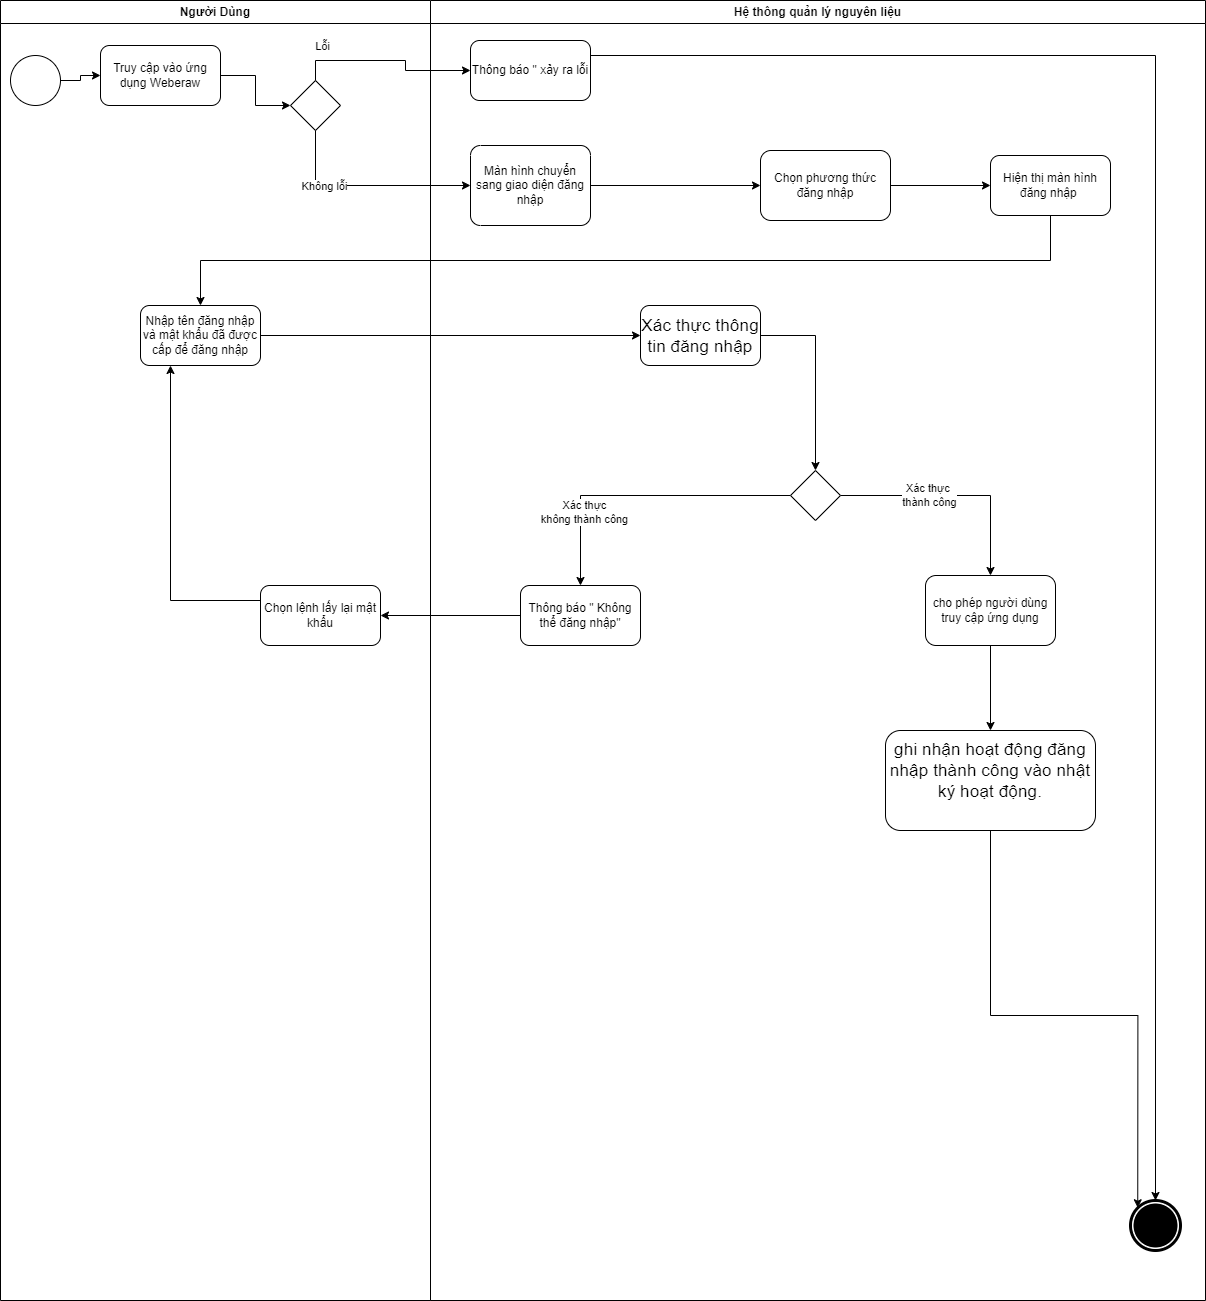 Người Dùng
Hệ thông quản lý nguyên liệu
Lỗi
Truy cập vào ứng
dụng Weberaw
Thông báo " xảy ra lỗi
Không lỗi
Màn hình chuyển
sang giao diện đăng
nhập
Chọn phương thức
đăng nhập
Hiện thị màn hình
đăng nhập
Nhập tên đăng nhập
và mật khẩu đã được
cấp để đăng nhập
Xác thực thông
tin đăng nhập
Xác thực
không thành công
Xác thực
thành công
Chọn lệnh lấy lại mật
khẩu
Thông báo " Không
thể đăng nhập"
cho phép người dùng
truy cập ứng dụng
ghi nhận hoạt động đăng
nhập thành công vào nhật
ký hoạt động.